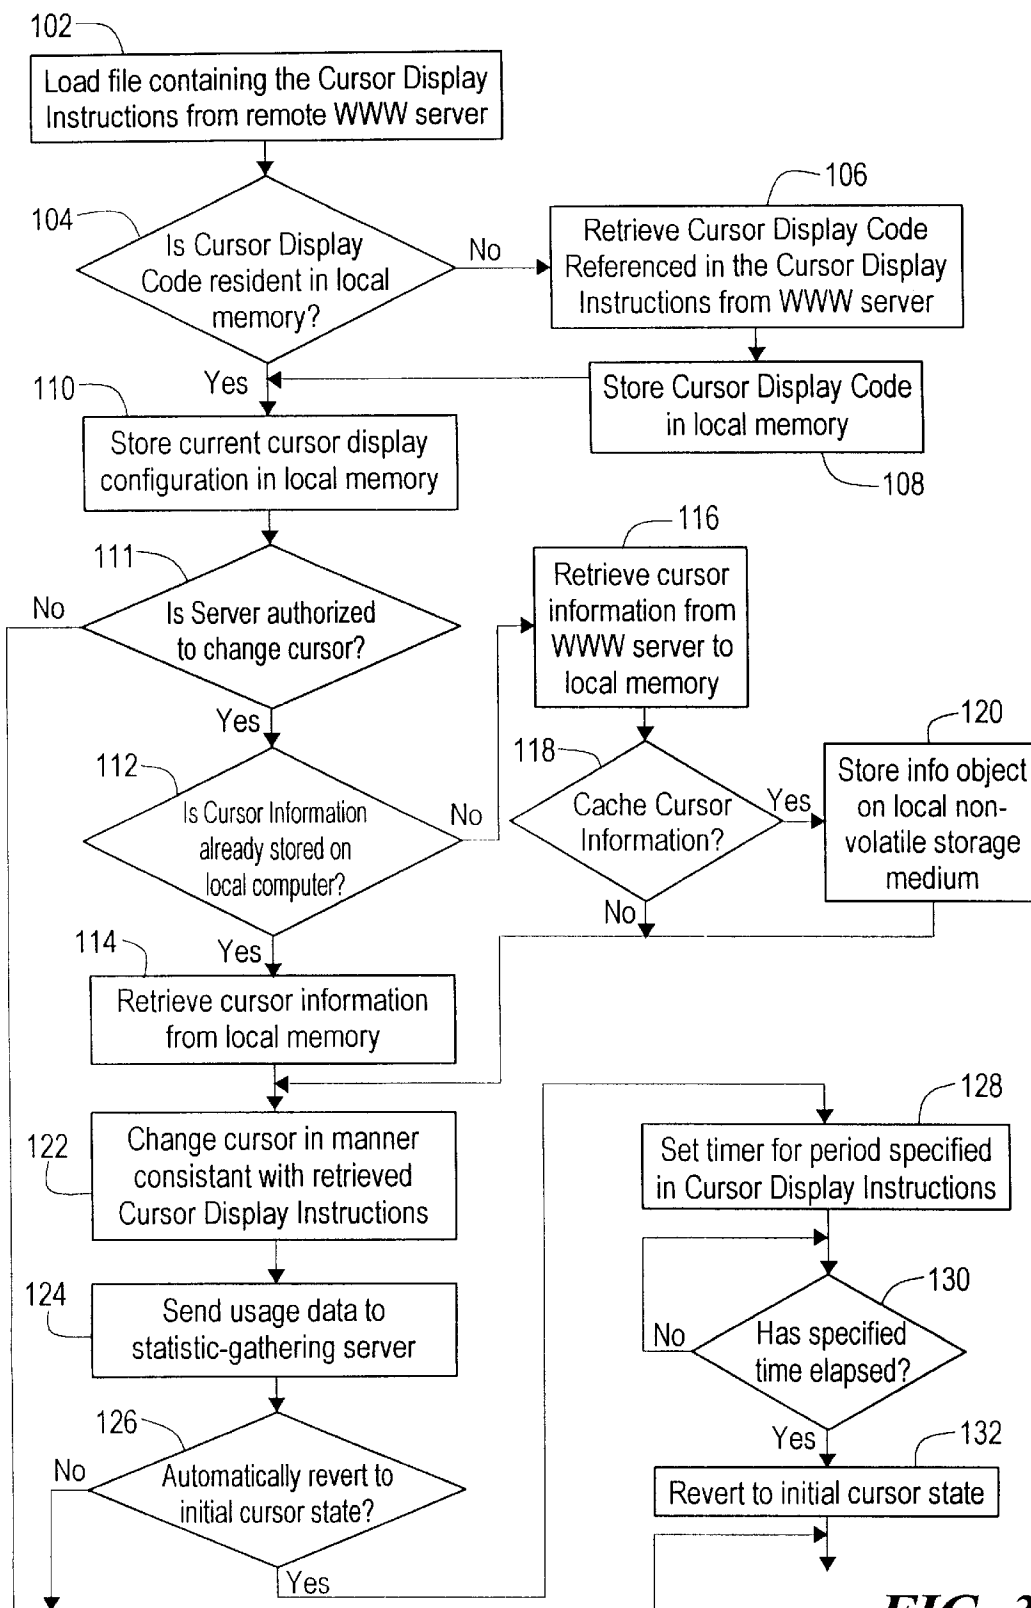 102
Load file containing the Cursor Display
Instructions from remote WWW server
104
Is Cursor Display
Code resident in local
memory?
No
106
Retrieve Cursor Display Code
Referenced in the Cursor Display
Instructions from WWW server
Yes
Store Cursor Display Code
in local memory
108
110
Store current cursor display
configuration in local memory
111
No
Is Server authorized
to change cursor?
Yes
116
Retrieve cursor
information from
WWW server to
local memory
112
Is Cursor Information
already stored on
local computer?
No
118
Cache Cursor
Information?
Yes
120
Store info object
on local non-
volatile storage
medium
No
Yes
114
Retrieve cursor information
from local memory
122
Change cursor in manner
consistant with retrieved
Cursor Display Instructions
124
Send usage data to
statistic-gathering server
126
No
Automatically revert to
initial cursor state?
Yes
128
Set timer for period specified
in Cursor Display Instructions
130
No
Has specified
time elapsed?
Yes
132
Revert to initial cursor state
FIG. 3